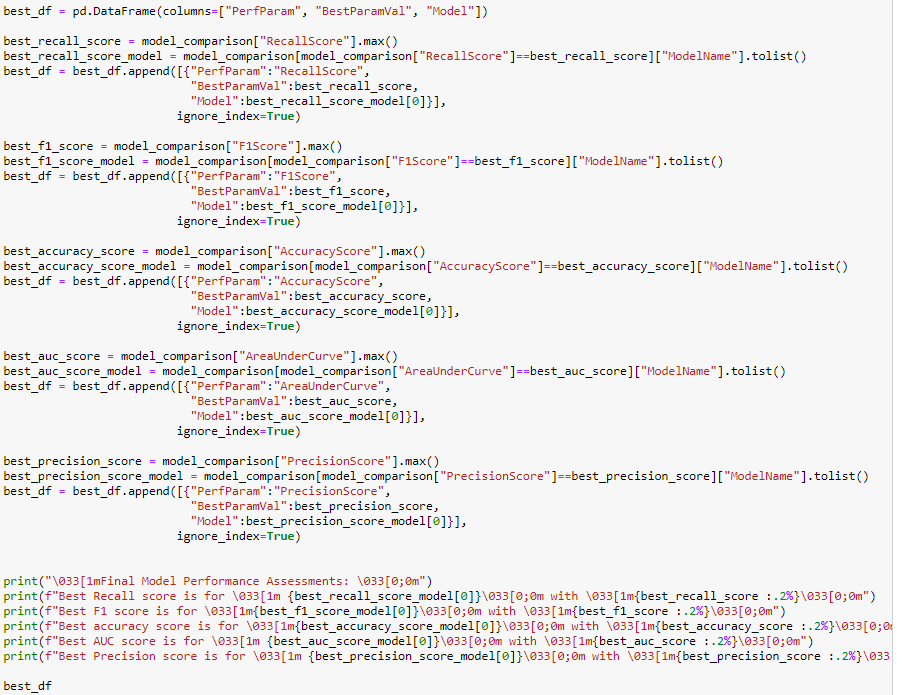 best_df = pd.DataFrame(columns=["PerfParam", "BestParamVal", "Model"])
best_recall_score = model_comparison["RecallScore"].max()
best_recall_score_model = model_comparison[model_comparison["RecallScore"]==best_recall_score]["ModelName"].tolist()
best_df = best_df.append([{"PerfParam":"RecallScore",
"BestParamVal":best_recall_score,
"Model":best_recall_score_model[0]}],
ignore_index=True)
best_f1_score = model_comparison["F1Score"].max()
best_f1_score_model = model_comparison[model_comparison["F1Score"]==best_f1_score]["ModelName"].tolist()
best_df = best_df.append([{"PerfParam":"F1Score",
"BestParamVal":best_f1_score,
"Model":best_f1_score_model[0]}],
ignore_index=True)
best_accuracy_score = model_comparison["AccuracyScore"].max()
best_accuracy_score_model = model_comparison[model_comparison["AccuracyScore"]==best_accuracy_score]["ModelName"].tolist()
best_df = best_df.append([{"PerfParam":"AccuracyScore",
"BestParamVal":best_accuracy_score,
"Model":best_accuracy_score_model[0]}],
ignore_index=True)
best_auc_score = model_comparison["AreaUnderCurve"].max()
best_auc_score_model = model_comparison[model_comparison["AreaUnderCurve"]==best_auc_score]["ModelName"].tolist()
best_df = best_df.append([{"PerfParam":"AreaUnderCurve",
"BestParamVal":best_auc_score,
"Model":best_auc_score_model[0]}],
ignore_index=True)
best_precision_score = model_comparison["PrecisionScore"].max()
best_precision_score_model = model_comparison[model_comparison["PrecisionScore"]==best_precision_score]["ModelName"].tolist()
best_df = best_df.append([{"PerfParam":"PrecisionScore",
"BestParamVal":best_precision_score,
"Model":best_precision_score_model[0]}],
ignore_index=True)
print("\033[1mFinal Model Performance Assessments: \033[0;0m")
print(f"Best Recall score is for \033[1m {best_recall_score_model[0]}\033[0;0m with \033[1m{best_recall_score :.2%}\033[0;0m")
print(f"Best F1 score is for \033[1m{best_f1_score_model[0]}\033[0;0m with \033[1m{best_f1_score :.2%}\033[0;0m")
print(f"Best accuracy score is for \033[1m{best_accuracy_score_model[0]}\033[0;0m with \033[1m{best_accuracy_score :.2%}\033[0;0m
print(f"Best AUC score is for \033[1m {best_auc_score_model[0]}\033[0;0m with \033[1m{best_auc_score :.2%}\033[0;0m")
print(f"Best Precision score is for \033[1m {best_precision_score_model[0]}\033[0;0m with \033[1m{best_precision_score :.2%}\033
best_df